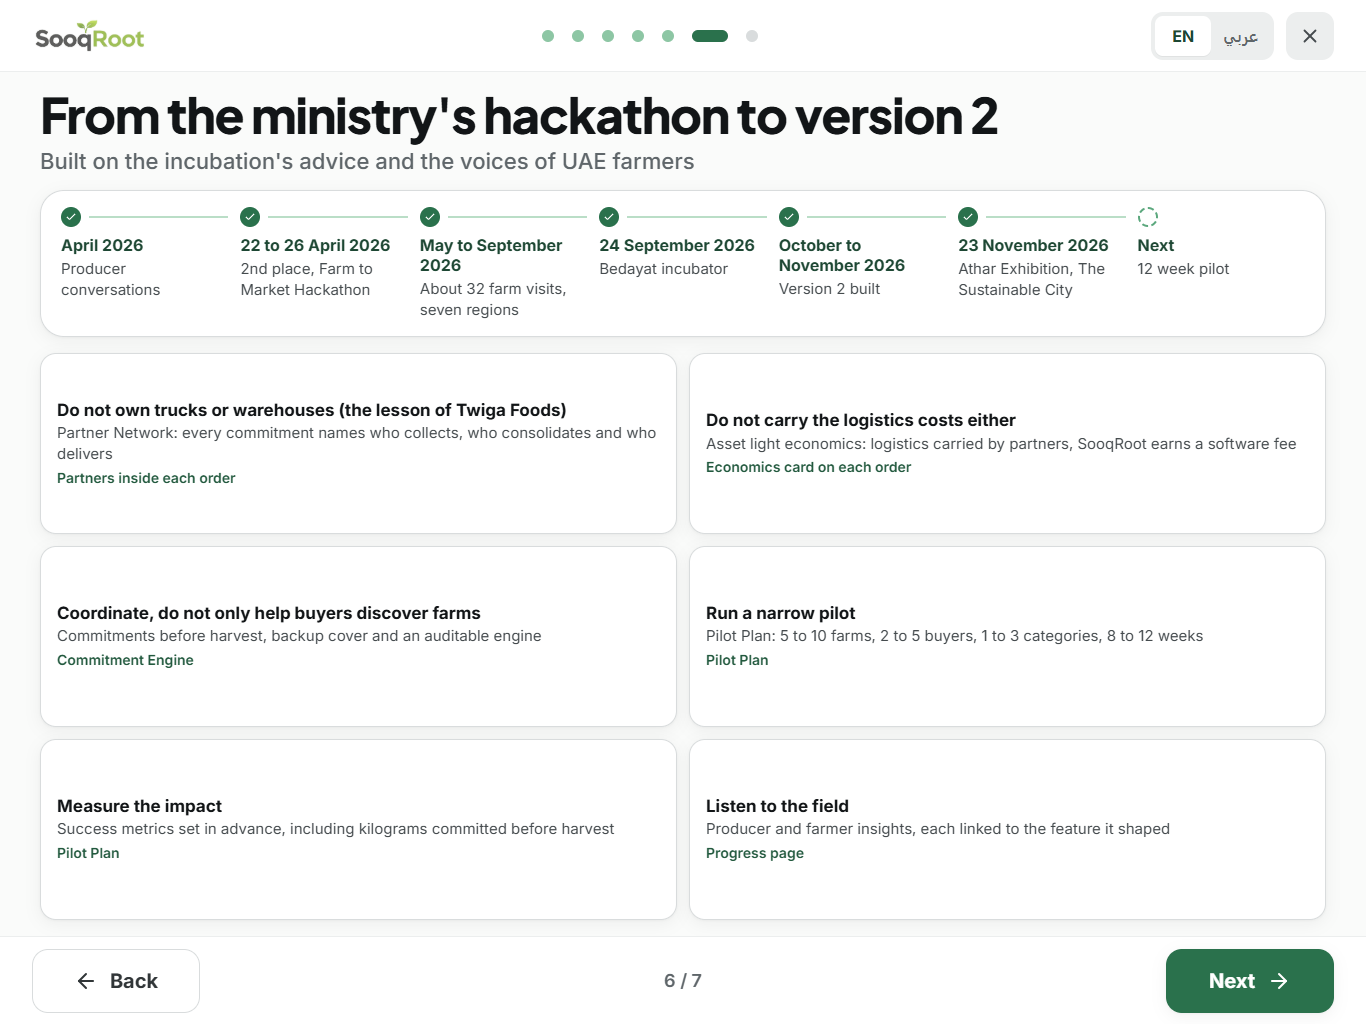 SooqRoot
EN
عربي
From the ministry's hackathon to version 2
Built on the incubation's advice and the voices of UAE farmers
April 2026
Producer
conversations
22 to 26 April 2026
2nd place, Farm to
Market Hackathon
May to September
2026
About 32 farm visits,
seven regions
24 September 2026
Bedayat incubator
October to
November 2026
Version 2 built
23 November 2026
Athar Exhibition, The
Sustainable City
Next
12 week pilot
Do not own trucks or warehouses (the lesson of Twiga Foods)
Partner Network: every commitment names who collects, who consolidates and who
delivers
Partners inside each order
Do not carry the logistics costs either
Asset light economics: logistics carried by partners, SooqRoot earns a software fee
Economics card on each order
Coordinate, do not only help buyers discover farms
Commitments before harvest, backup cover and an auditable engine
Commitment Engine
Run a narrow pilot
Pilot Plan: 5 to 10 farms, 2 to 5 buyers, 1 to 3 categories, 8 to 12 weeks
Pilot Plan
Measure the impact
Success metrics set in advance, including kilograms committed before harvest
Pilot Plan
Listen to the field
Producer and farmer insights, each linked to the feature it shaped
Progress page
Back
6 / 7
Next